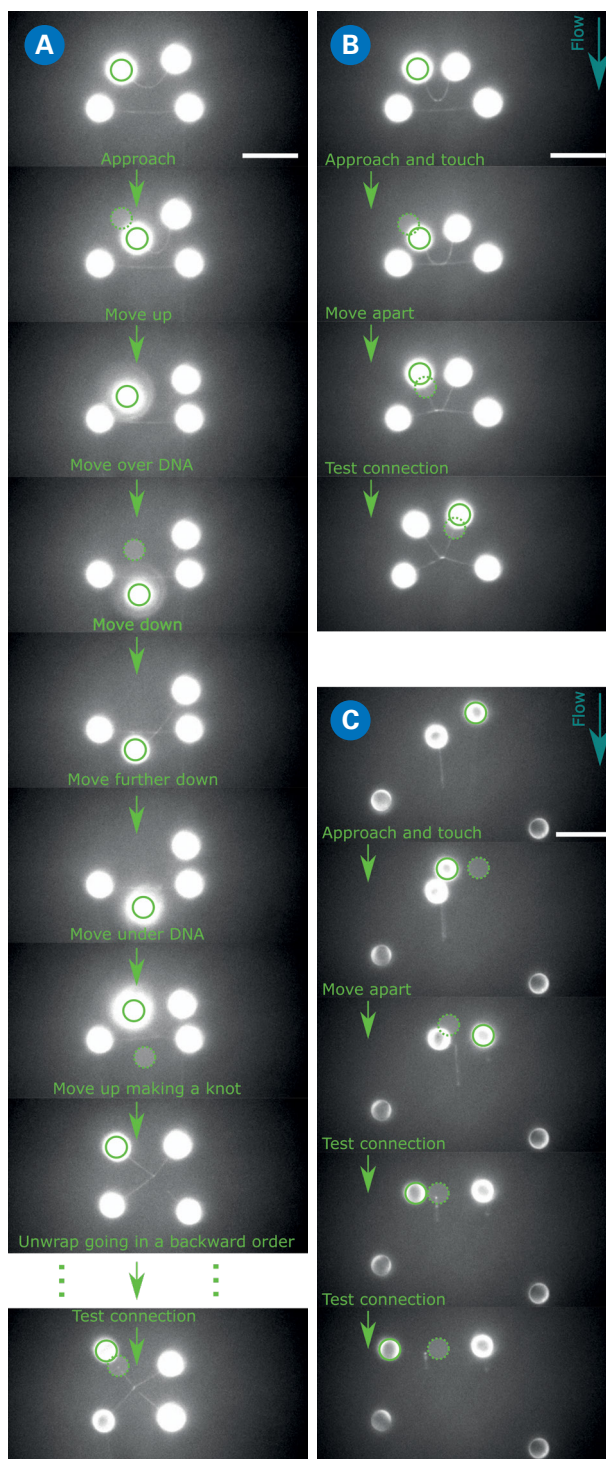 A
Approach
Move up
Move over DNA
Move down
Move further down
Move under DNA
Move up making a knot
Unwrap going in a backward order
Test connection
B
Flow
Approach and touch
Move apart
Test connection
C
Flow
Approach and touch
Move apart
Test connection
Test connection